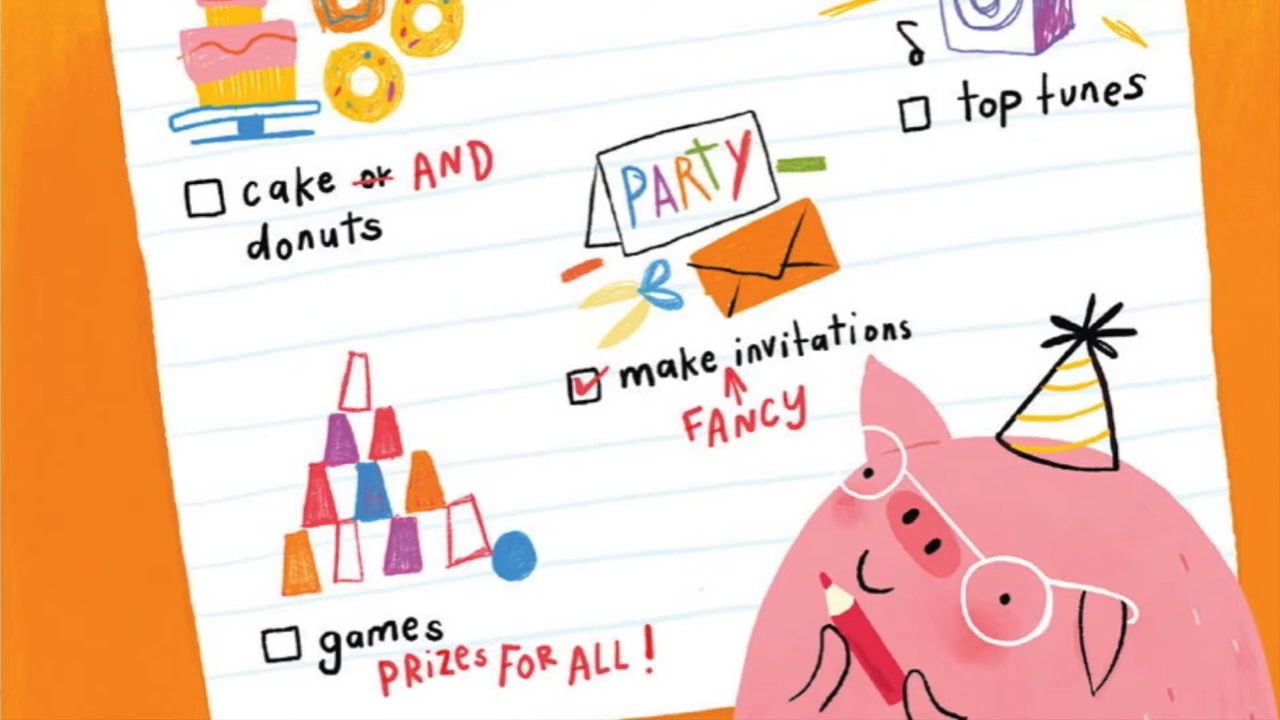 top tunes
cake or AND
donuts
PARTY
make invitations
FANCY
games
PRIZES FOR ALL!